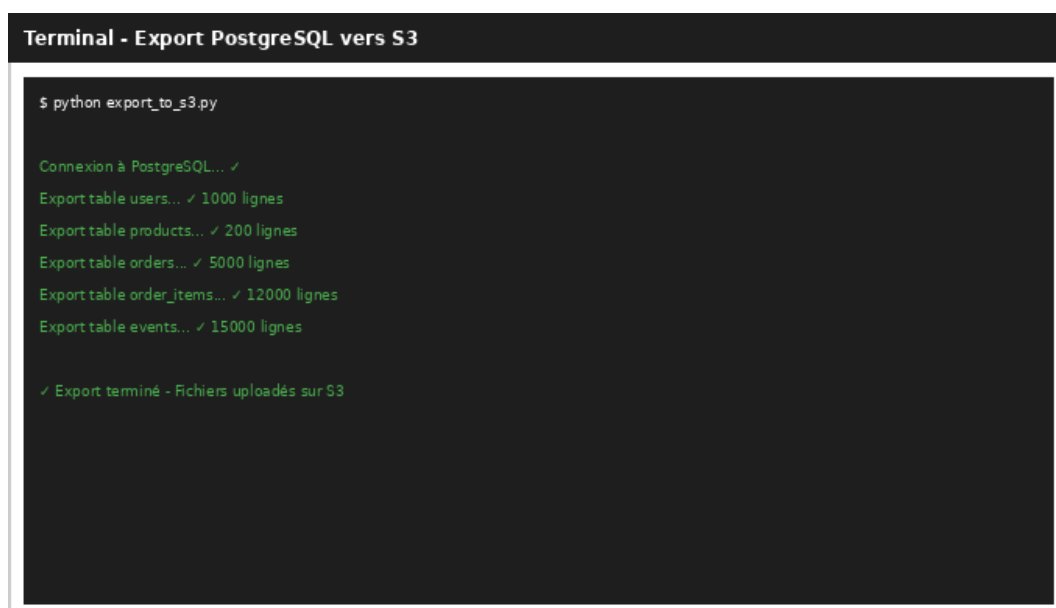 Terminal - Export PostgreSQL vers S3
$ python export_to_s3.py
Connexion à PostgreSQL... ✓
Export table users... ✓ 1000 lignes
Export table products... ✓ 200 lignes
Export table orders... ✓ 5000 lignes
Export table order_items... ✓ 12000 lignes
Export table events... ✓ 15000 lignes
✓ Export terminé - Fichiers uploadés sur S3